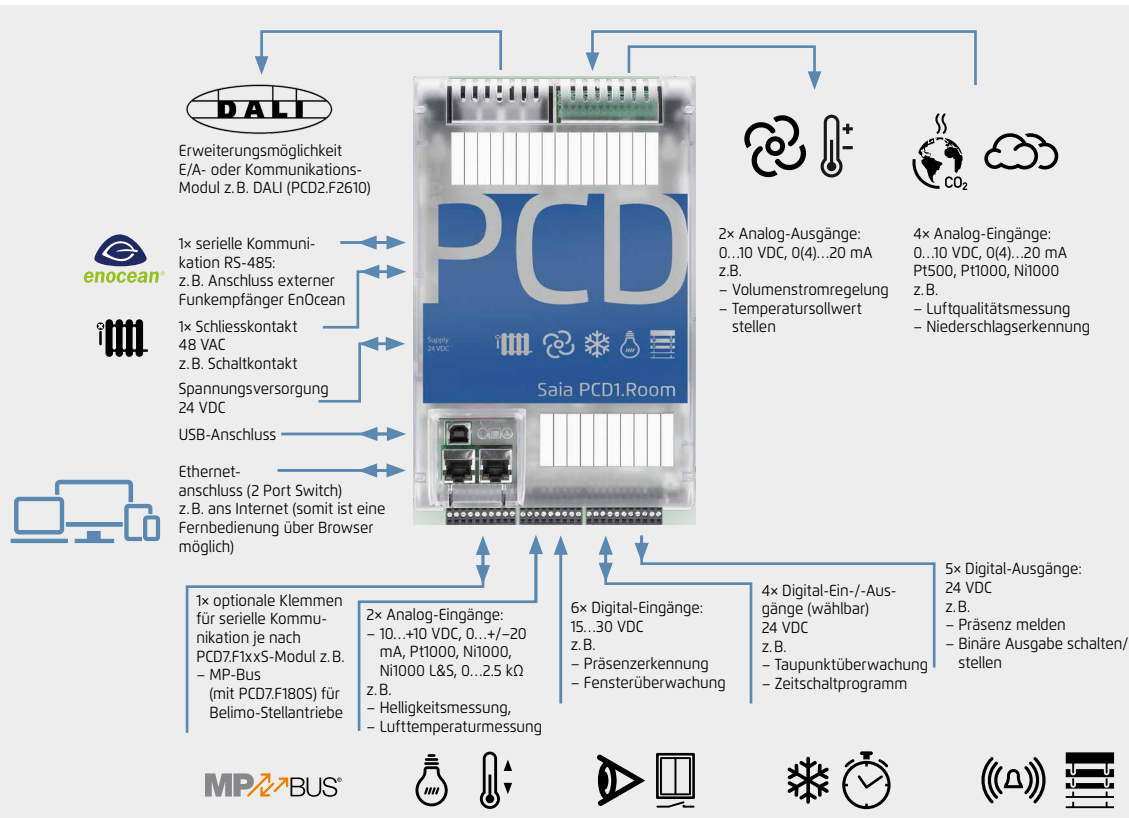 DALI
Erweiterungsmöglichkeit
E/A- oder Kommunikations-
Modul z.B. DALI (PCD2.F2610)
enocean®
1× serielle Kommuni-
kation RS-485:
z.B. Anschluss externer
Funkempfänger EnOcean
1× Schliesskontakt
48 VAC
z.B. Schaltkontakt
Spannungsversorgung
24 VDC
USB-Anschluss
Ethernet-
anschluss (2 Port Switch)
z.B. ans Internet (somit ist eine
Fernbedienung über Browser
möglich)
PCD
Supply
24 VDC
Saia PCD1.Room
CO₂
2× Analog-Ausgänge:
0...10 VDC, 0(4)...20 mA
z.B.
– Volumenstromregelung
– Temperatursollwert
stellen
4× Analog-Eingänge:
0...10 VDC, 0(4)...20 mA
Pt500, Pt1000, Ni1000
z.B.
– Luftqualitätsmessung
– Niederschlagserkennung
1× optionale Klemmen
für serielle Kommu-
nikation je nach
PCD7.F1xxS-Modul z.B.
– MP-Bus
(mit PCD7.F180S) für
Belimo-Stellantriebe
2× Analog-Eingänge:
– 10...+10 VDC, 0...+/–20
mA, Pt1000, Ni1000,
Ni1000 L&S, 0...2.5 kΩ
z.B.
– Helligkeitsmessung,
– Lufttemperaturmessung
6× Digital-Eingänge:
15...30 VDC
z.B.
– Präsenzerkennung
– Fensterüberwachung
4× Digital-Ein-/-Aus-
gänge (wählbar)
24 VDC
z.B.
– Taupunktüberwachung
– Zeitschaltprogramm
5× Digital-Ausgänge:
24 VDC
z.B.
– Präsenz melden
– Binäre Ausgabe schalten/
stellen
MP BUS®